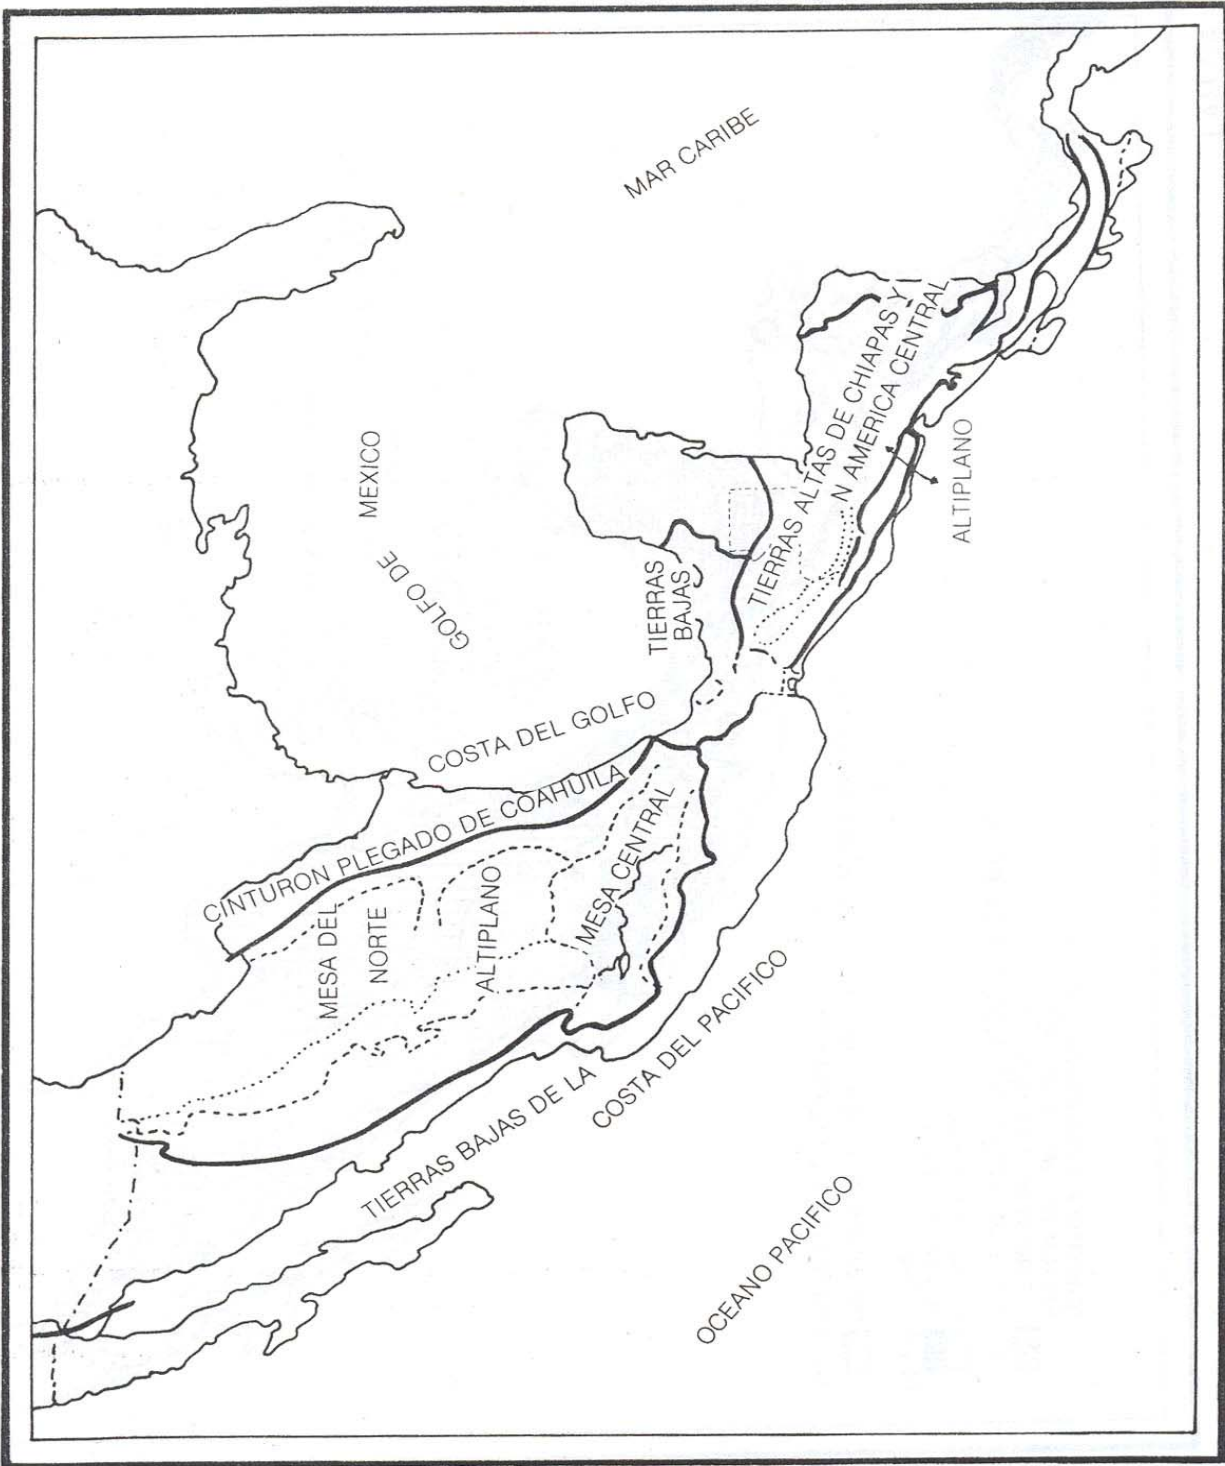 MAR CARIBE
GOLFO DE
MEXICO
COSTA DEL GOLFO
TIERRAS
BAJAS
TIERRAS ALTAS DE CHIAPAS Y
N AMERICA CENTRAL
ALTIPLANO
CINTURON PLEGADO DE COAHUILA
MESA DEL
NORTE
ALTIPLANO
MESA CENTRAL
TIERRAS BAJAS DE LA
COSTA DEL PACIFICO
OCEANO PACIFICO